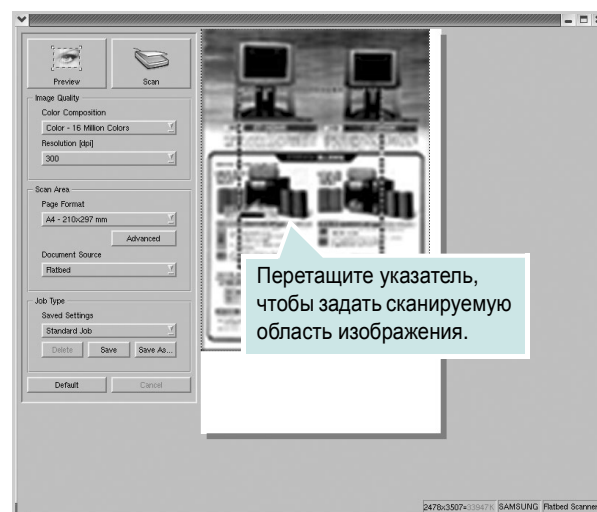 Preview
Scan
Image Quality
Color Composition
Color - 16 Million Colors
Resolution [dpi]
300
Scan Area
Page Format
A4 - 210x297 mm
Advanced
Document Source
Flatbed
Job Type
Saved Settings
Standard Job
Delete Save Save As...
Default Cancel
Перетащите указатель,
чтобы задать сканируемую
область изображения.
2478x3507=33947K SAMSUNG Flatbed Scanner